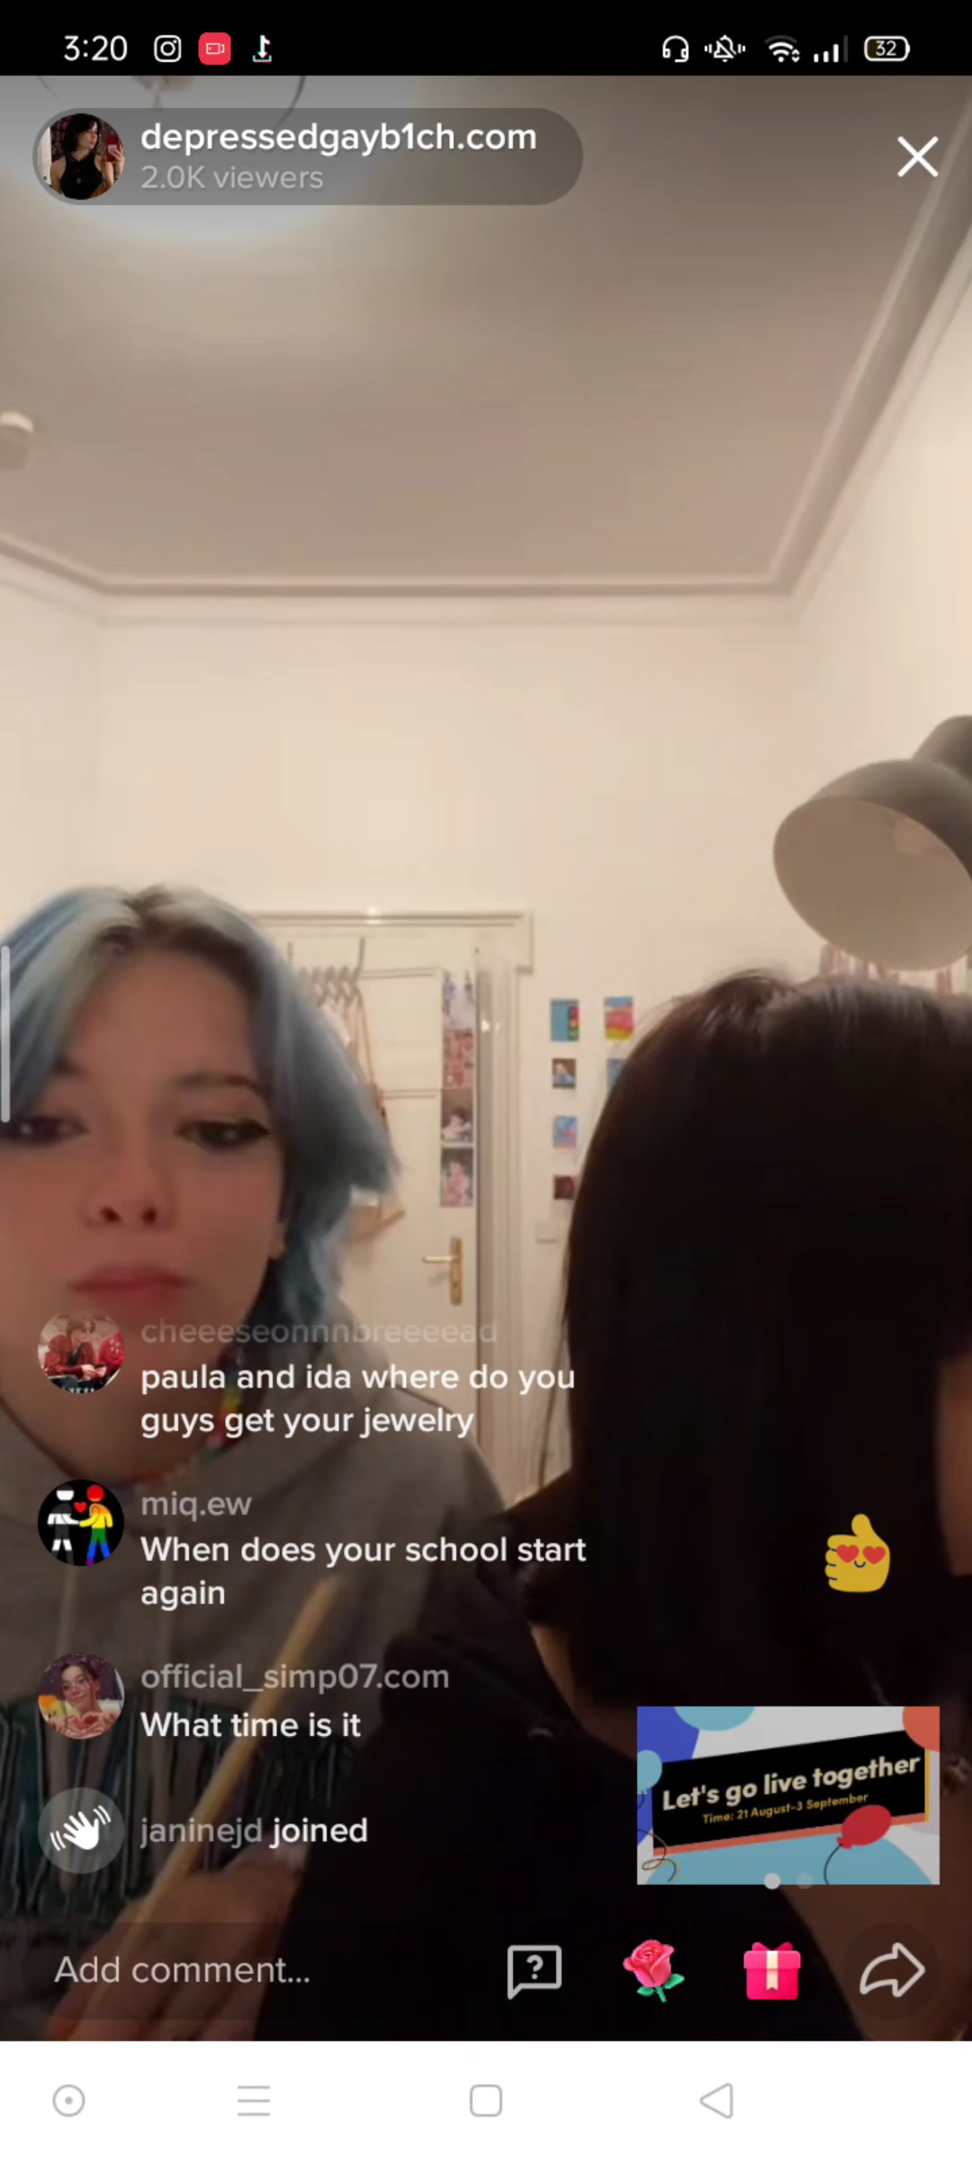 3:20
32
depressedgayb1ch.com
2.0K viewers
cheeeseonnnbreeeead
paula and ida where do you
guys get your jewelry
miq.ew
When does your school start
again
official_simp07.com
What time is it
janinejd joined
Let's go live together
Time: 21 August-3 September
Add comment...